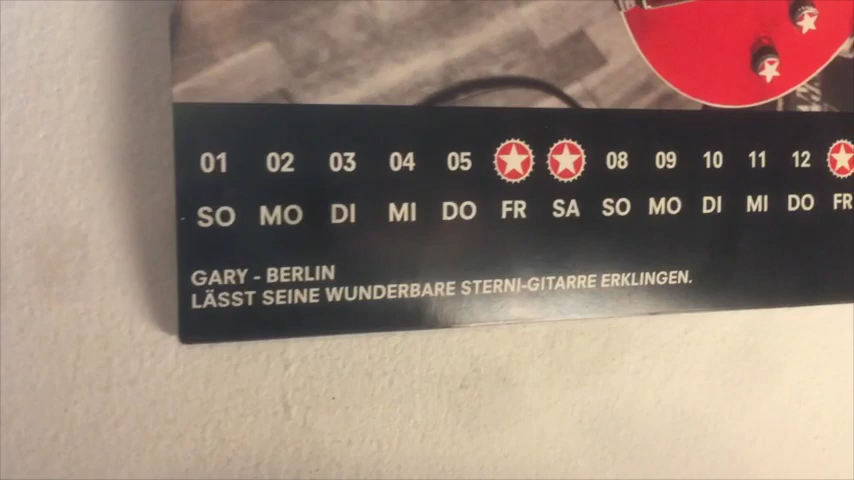 01 02 03 04 05 08 09 10 11 12
SO MO DI MI DO FR SA SO MO DI MI DO FR
GARY - BERLIN
LÄSST SEINE WUNDERBARE STERNI-GITARRE ERKLINGEN.